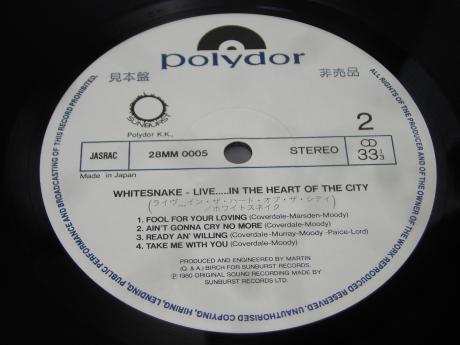 polydor
見本盤
非売品
SUNBURST
Polydor K.K.,
2
JASRAC
28MM 0005
STEREO
33 1/3
Made in Japan
WHITESNAKE - LIVE.....IN THE HEART OF THE CITY
(ライヴ...イン・ザ・ハート・オブ・ザ・シティ
ホワイトスネイク)
1. FOOL FOR YOUR LOVING (Coverdale-Marsden-Moody)
2. AIN'T GONNA CRY NO MORE (Coverdale-Moody)
3. READY AN' WILLING (Coverdale-Murray-Moody -Paice-Lord)
4. TAKE ME WITH YOU (Coverdale-Moody)
PRODUCED AND ENGINEERED BY MARTIN
(Q. & A.) BIRCH FOR SUNBURST RECORDS.
Ⓟ 1980 ORIGINAL SOUND RECORDING MADE BY
SUNBURST RECORDS LTD.
ALL RIGHTS OF THE PRODUCER AND OF THE OWNER OF THE WORK REPRODUCED RESERVED. UNAUTHORISED COPYING, HIRING, LENDING, PUBLIC PERFORMANCE AND BROADCASTING OF THIS RECORD PROHIBITED.